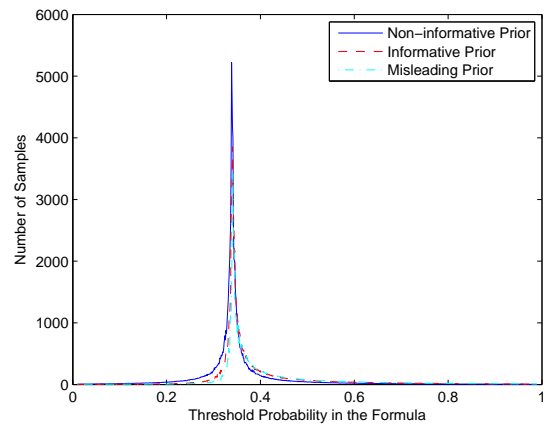 Non-informative Prior
Informative Prior
Misleading Prior
6000
5000
4000
3000
2000
1000
0
Number of Samples
0 0.2 0.4 0.6 0.8 1
Threshold Probability in the Formula